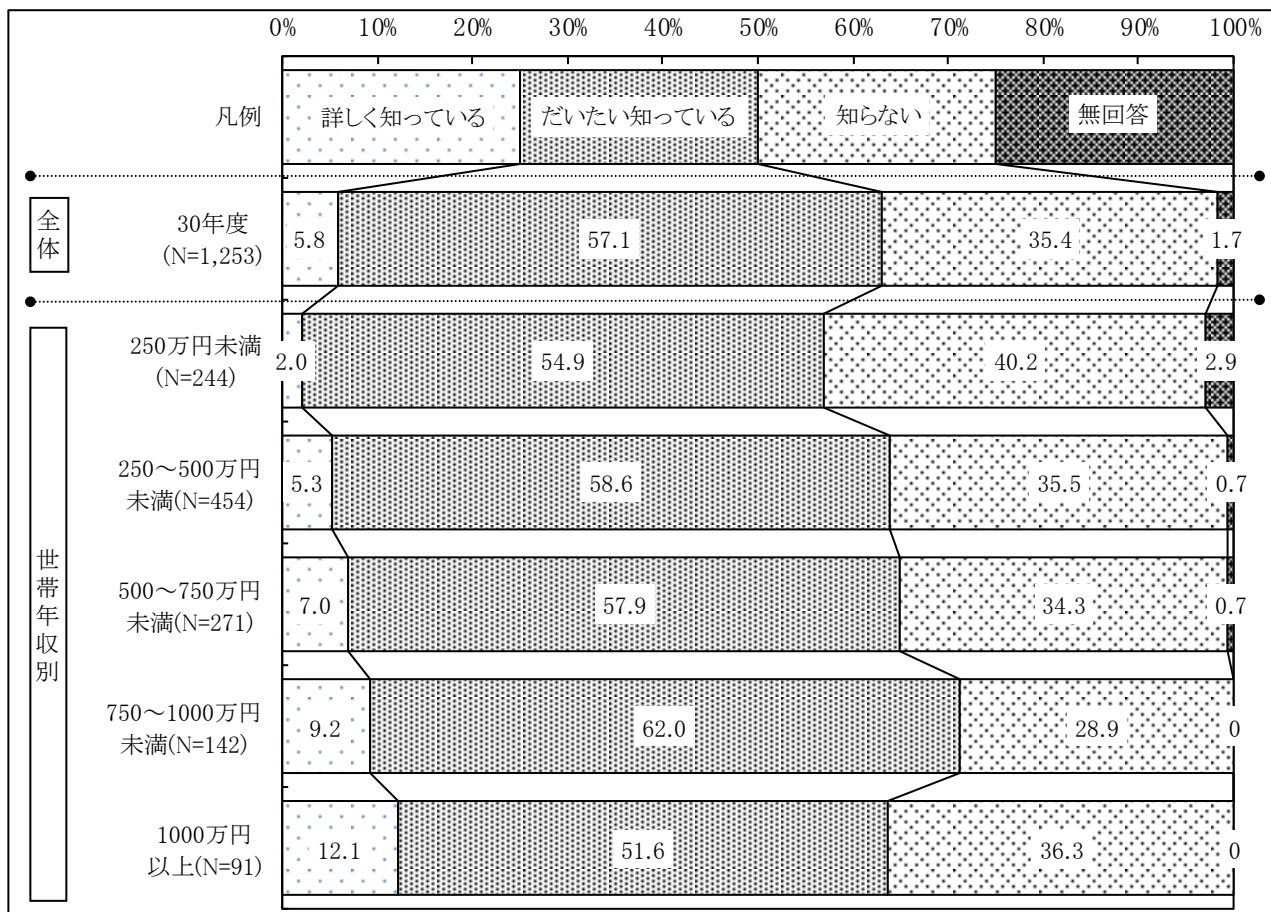 0% 10% 20% 30% 40% 50% 60% 70% 80% 90% 100%
凡例 詳しく知っている だいたい知っている 知らない 無回答
全体
30年度
(N=1,253)
5.8 57.1 35.4 1.7
世帯年収別
250万円未満
(N=244)
2.0 54.9 40.2 2.9
250～500万円
未満(N=454)
5.3 58.6 35.5 0.7
500～750万円
未満(N=271)
7.0 57.9 34.3 0.7
750～1000万円
未満(N=142)
9.2 62.0 28.9 0
1000万円
以上(N=91)
12.1 51.6 36.3 0